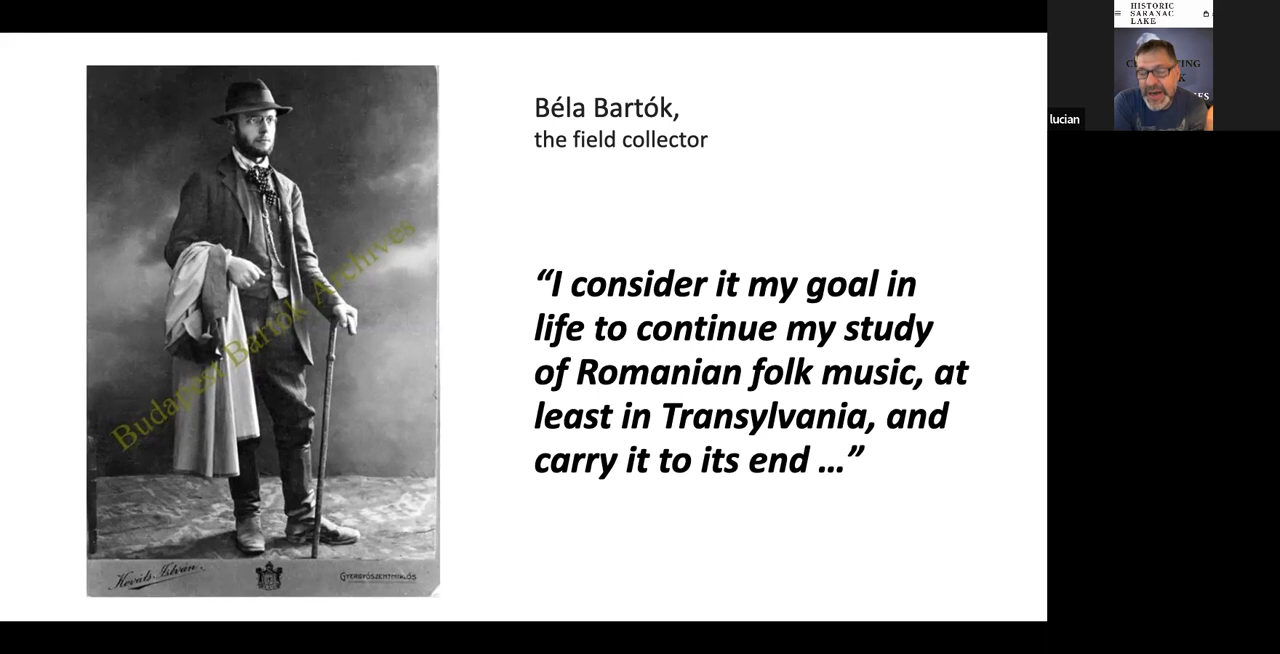 Béla Bartók,
the field collector
“I consider it my goal in
life to continue my study
of Romanian folk music, at
least in Transylvania, and
carry it to its end …”
Budapest Bartók Archives
Kováts István.
GYERGYÓSZENTMIKLÓS
HISTORIC
SARANAC
LAKE
lucian